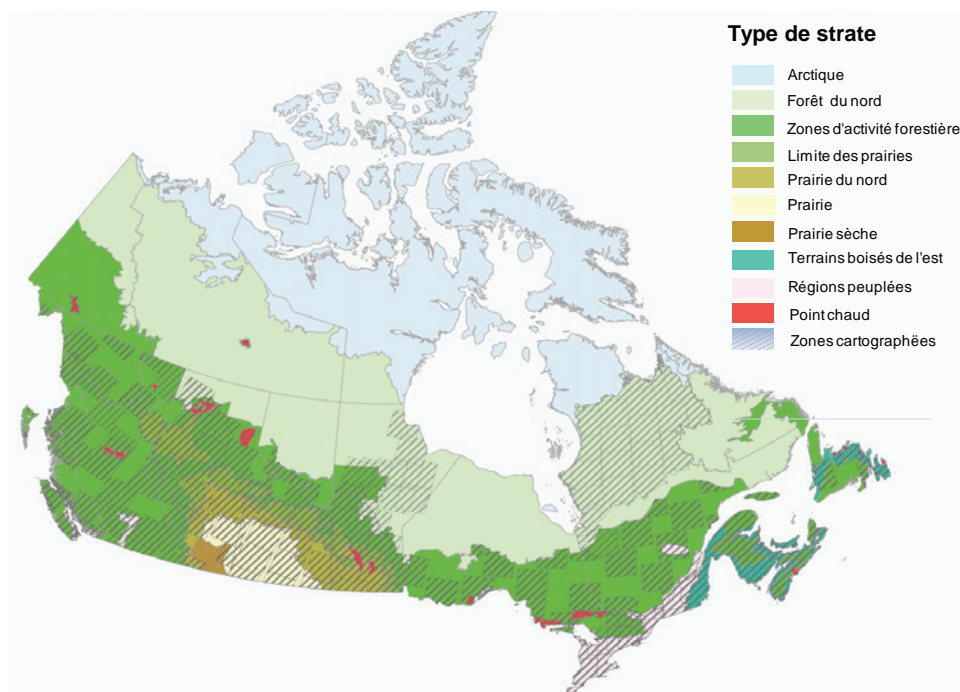 Type de strate
Arctique
Forêt du nord
Zones d'activité forestière
Limite des prairies
Prairie du nord
Prairie
Prairie sèche
Terrains boisés de l'est
Régions peuplées
Point chaud
Zones cartographëes